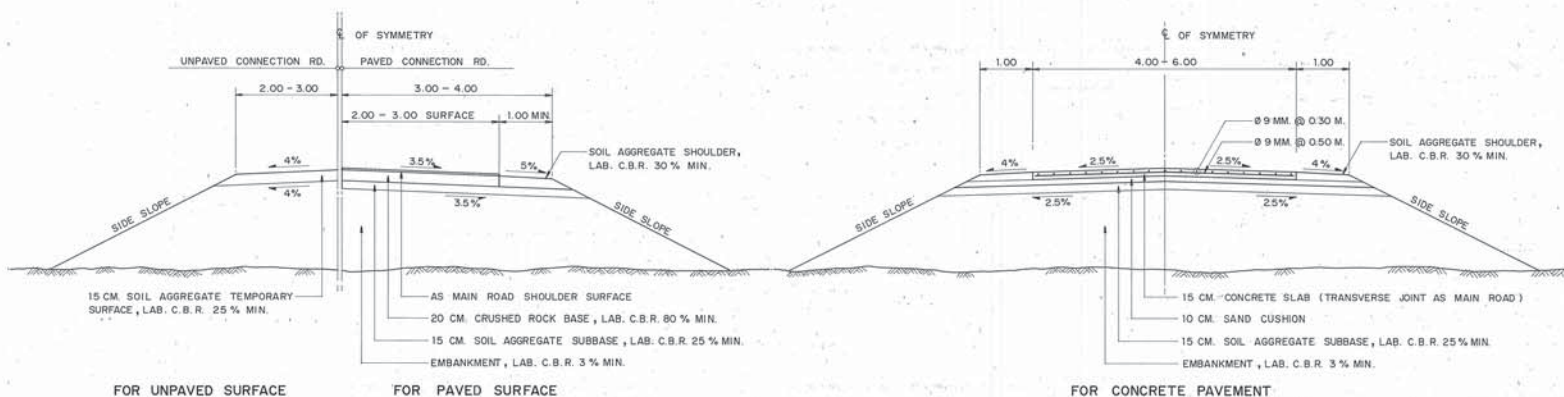 ℄ OF SYMMETRY
UNPAVED CONNECTION RD.
PAVED CONNECTION RD.
2.00 - 3.00
3.00 - 4.00
2.00 - 3.00 SURFACE
1.00 MIN.
SOIL AGGREGATE SHOULDER,
LAB. C.B.R. 30 % MIN.
4%
3.5%
5%
4%
3.5%
SIDE SLOPE
SIDE SLOPE
15 CM. SOIL AGGREGATE TEMPORARY
SURFACE, LAB. C.B.R. 25 % MIN.
AS MAIN ROAD SHOULDER SURFACE
20 CM. CRUSHED ROCK BASE, LAB. C.B.R. 80 % MIN.
15 CM. SOIL AGGREGATE SUBBASE, LAB. C.B.R. 25 % MIN.
EMBANKMENT, LAB. C.B.R. 3 % MIN.
FOR UNPAVED SURFACE
FOR PAVED SURFACE
℄ OF SYMMETRY
1.00
4.00 - 6.00
1.00
Ø 9 MM. @ 0.30 M.
Ø 9 MM. @ 0.50 M.
SOIL AGGREGATE SHOULDER,
LAB. C.B.R. 30 % MIN.
4%
2.5%
2.5%
4%
2.5%
2.5%
SIDE SLOPE
SIDE SLOPE
15 CM. CONCRETE SLAB (TRANSVERSE JOINT AS MAIN ROAD)
10 CM. SAND CUSHION
15 CM. SOIL AGGREGATE SUBBASE, LAB. C.B.R. 25 % MIN.
EMBANKMENT, LAB. C.B.R. 3 % MIN.
FOR CONCRETE PAVEMENT